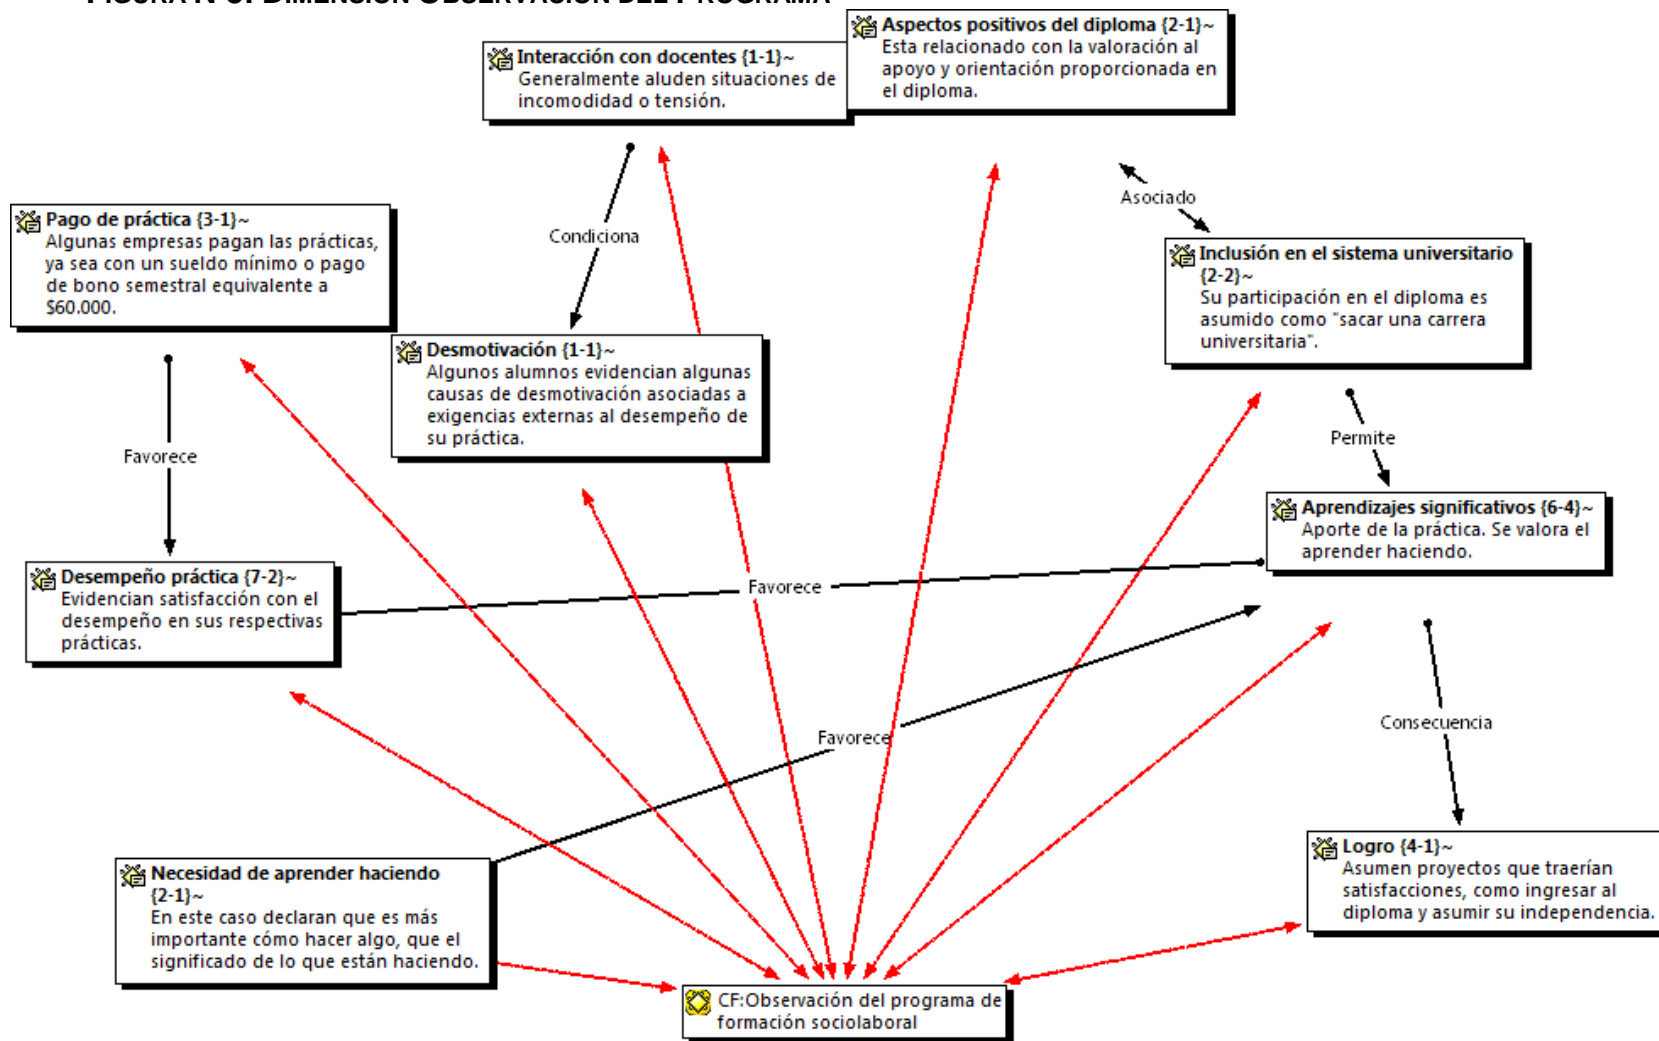 FIGURA N°3: DIMENSIÓN OBSERVACIÓN DEL PROGRAMA
Aspectos positivos del diploma {2-1}~
Esta relacionado con la valoración al
apoyo y orientación proporcionada en
el diploma.
Interacción con docentes {1-1}~
Generalmente aluden situaciones de
incomodidad o tensión.
Asociado
Pago de práctica {3-1}~
Algunas empresas pagan las prácticas,
ya sea con un sueldo mínimo o pago
de bono semestral equivalente a
$60.000.
Condiciona
Inclusión en el sistema universitario
{2-2}~
Su participación en el diploma es
asumido como "sacar una carrera
universitaria".
Desmotivación {1-1}~
Algunos alumnos evidencian algunas
causas de desmotivación asociadas a
exigencias externas al desempeño de
su práctica.
Permite
Favorece
Aprendizajes significativos {6-4}~
Aporte de la práctica. Se valora el
aprender haciendo.
Desempeño práctica {7-2}~
Evidencian satisfacción con el
desempeño en sus respectivas
prácticas.
Favorece
Consecuencia
Favorece
Logro {4-1}~
Asumen proyectos que traerían
satisfacciones, como ingresar al
diploma y asumir su independencia.
Necesidad de aprender haciendo
{2-1}~
En este caso declaran que es más
importante cómo hacer algo, que el
significado de lo que están haciendo.
CF:Observación del programa de
formación sociolaboral